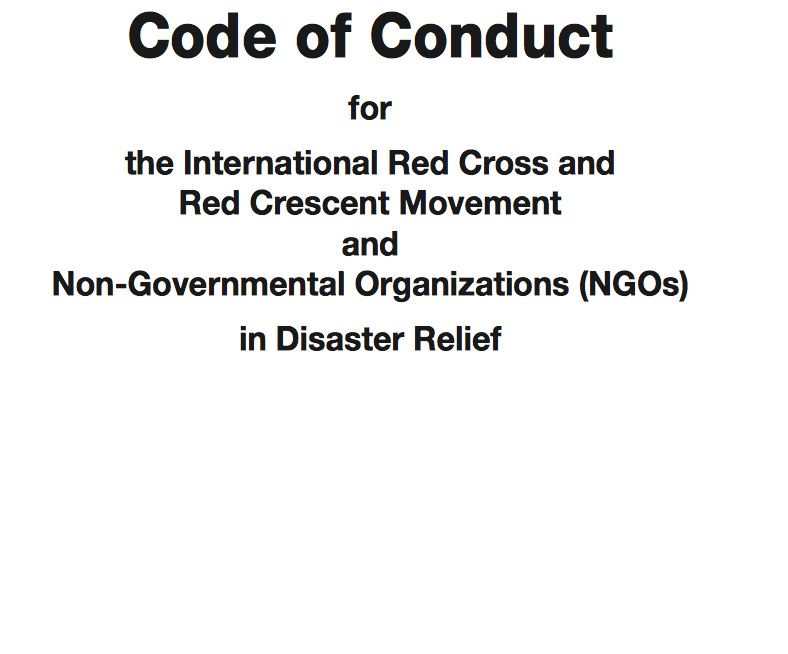 Code of Conduct
for
the International Red Cross and
Red Crescent Movement
and
Non-Governmental Organizations (NGOs)
in Disaster Relief